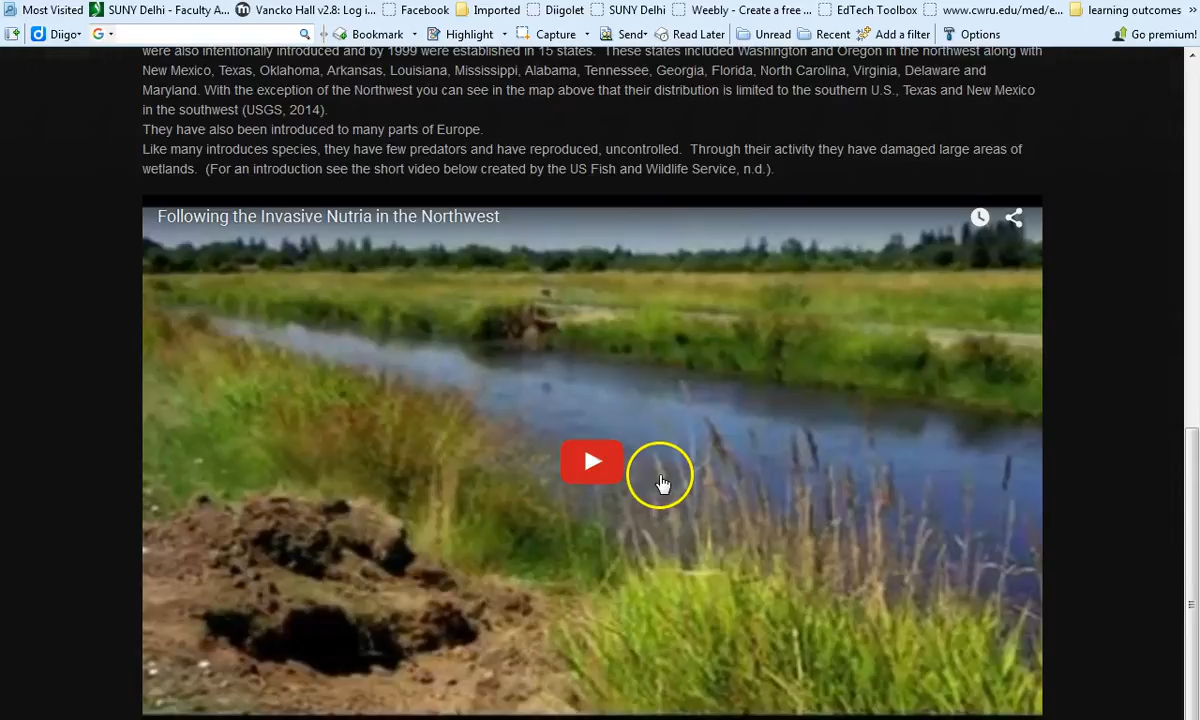 Most Visited SUNY Delhi - Faculty A... Vancko Hall v2.8: Log i... Facebook Imported Diigolet SUNY Delhi Weebly - Create a free ... EdTech Toolbox www.cwru.edu/med/e... learning outcomes »
Diigo Bookmark Highlight Capture Send Read Later Unread Recent Add a filter Options Go premium!
were also intentionally introduced and by 1999 were established in 15 states. These states included Washington and Oregon in the northwest along with
New Mexico, Texas, Oklahoma, Arkansas, Louisiana, Mississippi, Alabama, Tennessee, Georgia, Florida, North Carolina, Virginia, Delaware and
Maryland. With the exception of the Northwest you can see in the map above that their distribution is limited to the southern U.S., Texas and New Mexico
in the southwest (USGS, 2014).
They have also been introduced to many parts of Europe.
Like many introduces species, they have few predators and have reproduced, uncontrolled. Through their activity they have damaged large areas of
wetlands. (For an introduction see the short video below created by the US Fish and Wildlife Service, n.d.).
Following the Invasive Nutria in the Northwest